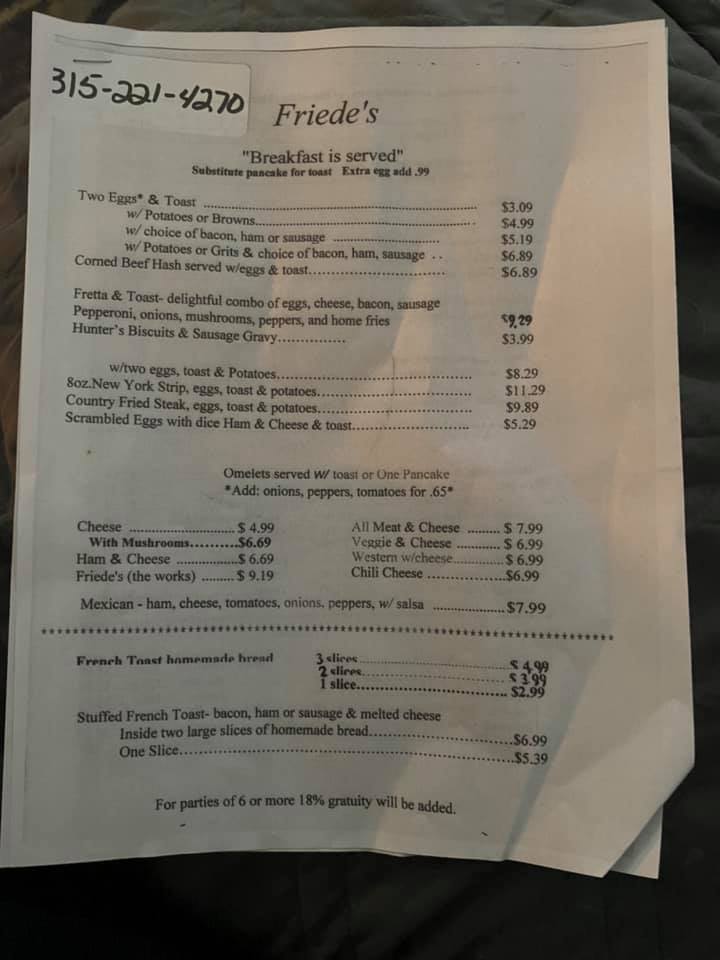 315-221-4270
Friede's
"Breakfast is served"
Substitute pancake for toast Extra egg add .99
Two Eggs* & Toast ........ $3.09
w/ Potatoes or Browns........ $4.99
w/ choice of bacon, ham or sausage ........ $5.19
w/ Potatoes or Grits & choice of bacon, ham, sausage .. $6.89
Corned Beef Hash served w/eggs & toast........ $6.89
Fretta & Toast- delightful combo of eggs, cheese, bacon, sausage
Pepperoni, onions, mushrooms, peppers, and home fries $9.29
Hunter's Biscuits & Sausage Gravy........ $3.99
w/two eggs, toast & Potatoes........ $8.29
8oz.New York Strip, eggs, toast & potatoes........ $11.29
Country Fried Steak, eggs, toast & potatoes........ $9.89
Scrambled Eggs with dice Ham & Cheese & toast........ $5.29
Omelets served w/ toast or One Pancake
*Add: onions, peppers, tomatoes for .65*
Cheese ........ $ 4.99
With Mushrooms........ $6.69
Ham & Cheese ........ $ 6.69
Friede's (the works) ........ $ 9.19
All Meat & Cheese ........ $ 7.99
Veggie & Cheese ........ $ 6.99
Western w/cheese........ $ 6.99
Chili Cheese ........ $6.99
Mexican - ham, cheese, tomatoes, onions, peppers, w/ salsa ........ $7.99
********************************************************************************
French Toast homemade bread 3 slices ........ $ 4.99
2 slices........ $ 3.99
1 slice........ $2.99
Stuffed French Toast- bacon, ham or sausage & melted cheese
Inside two large slices of homemade bread........ $6.99
One Slice........ $5.39
For parties of 6 or more 18% gratuity will be added.